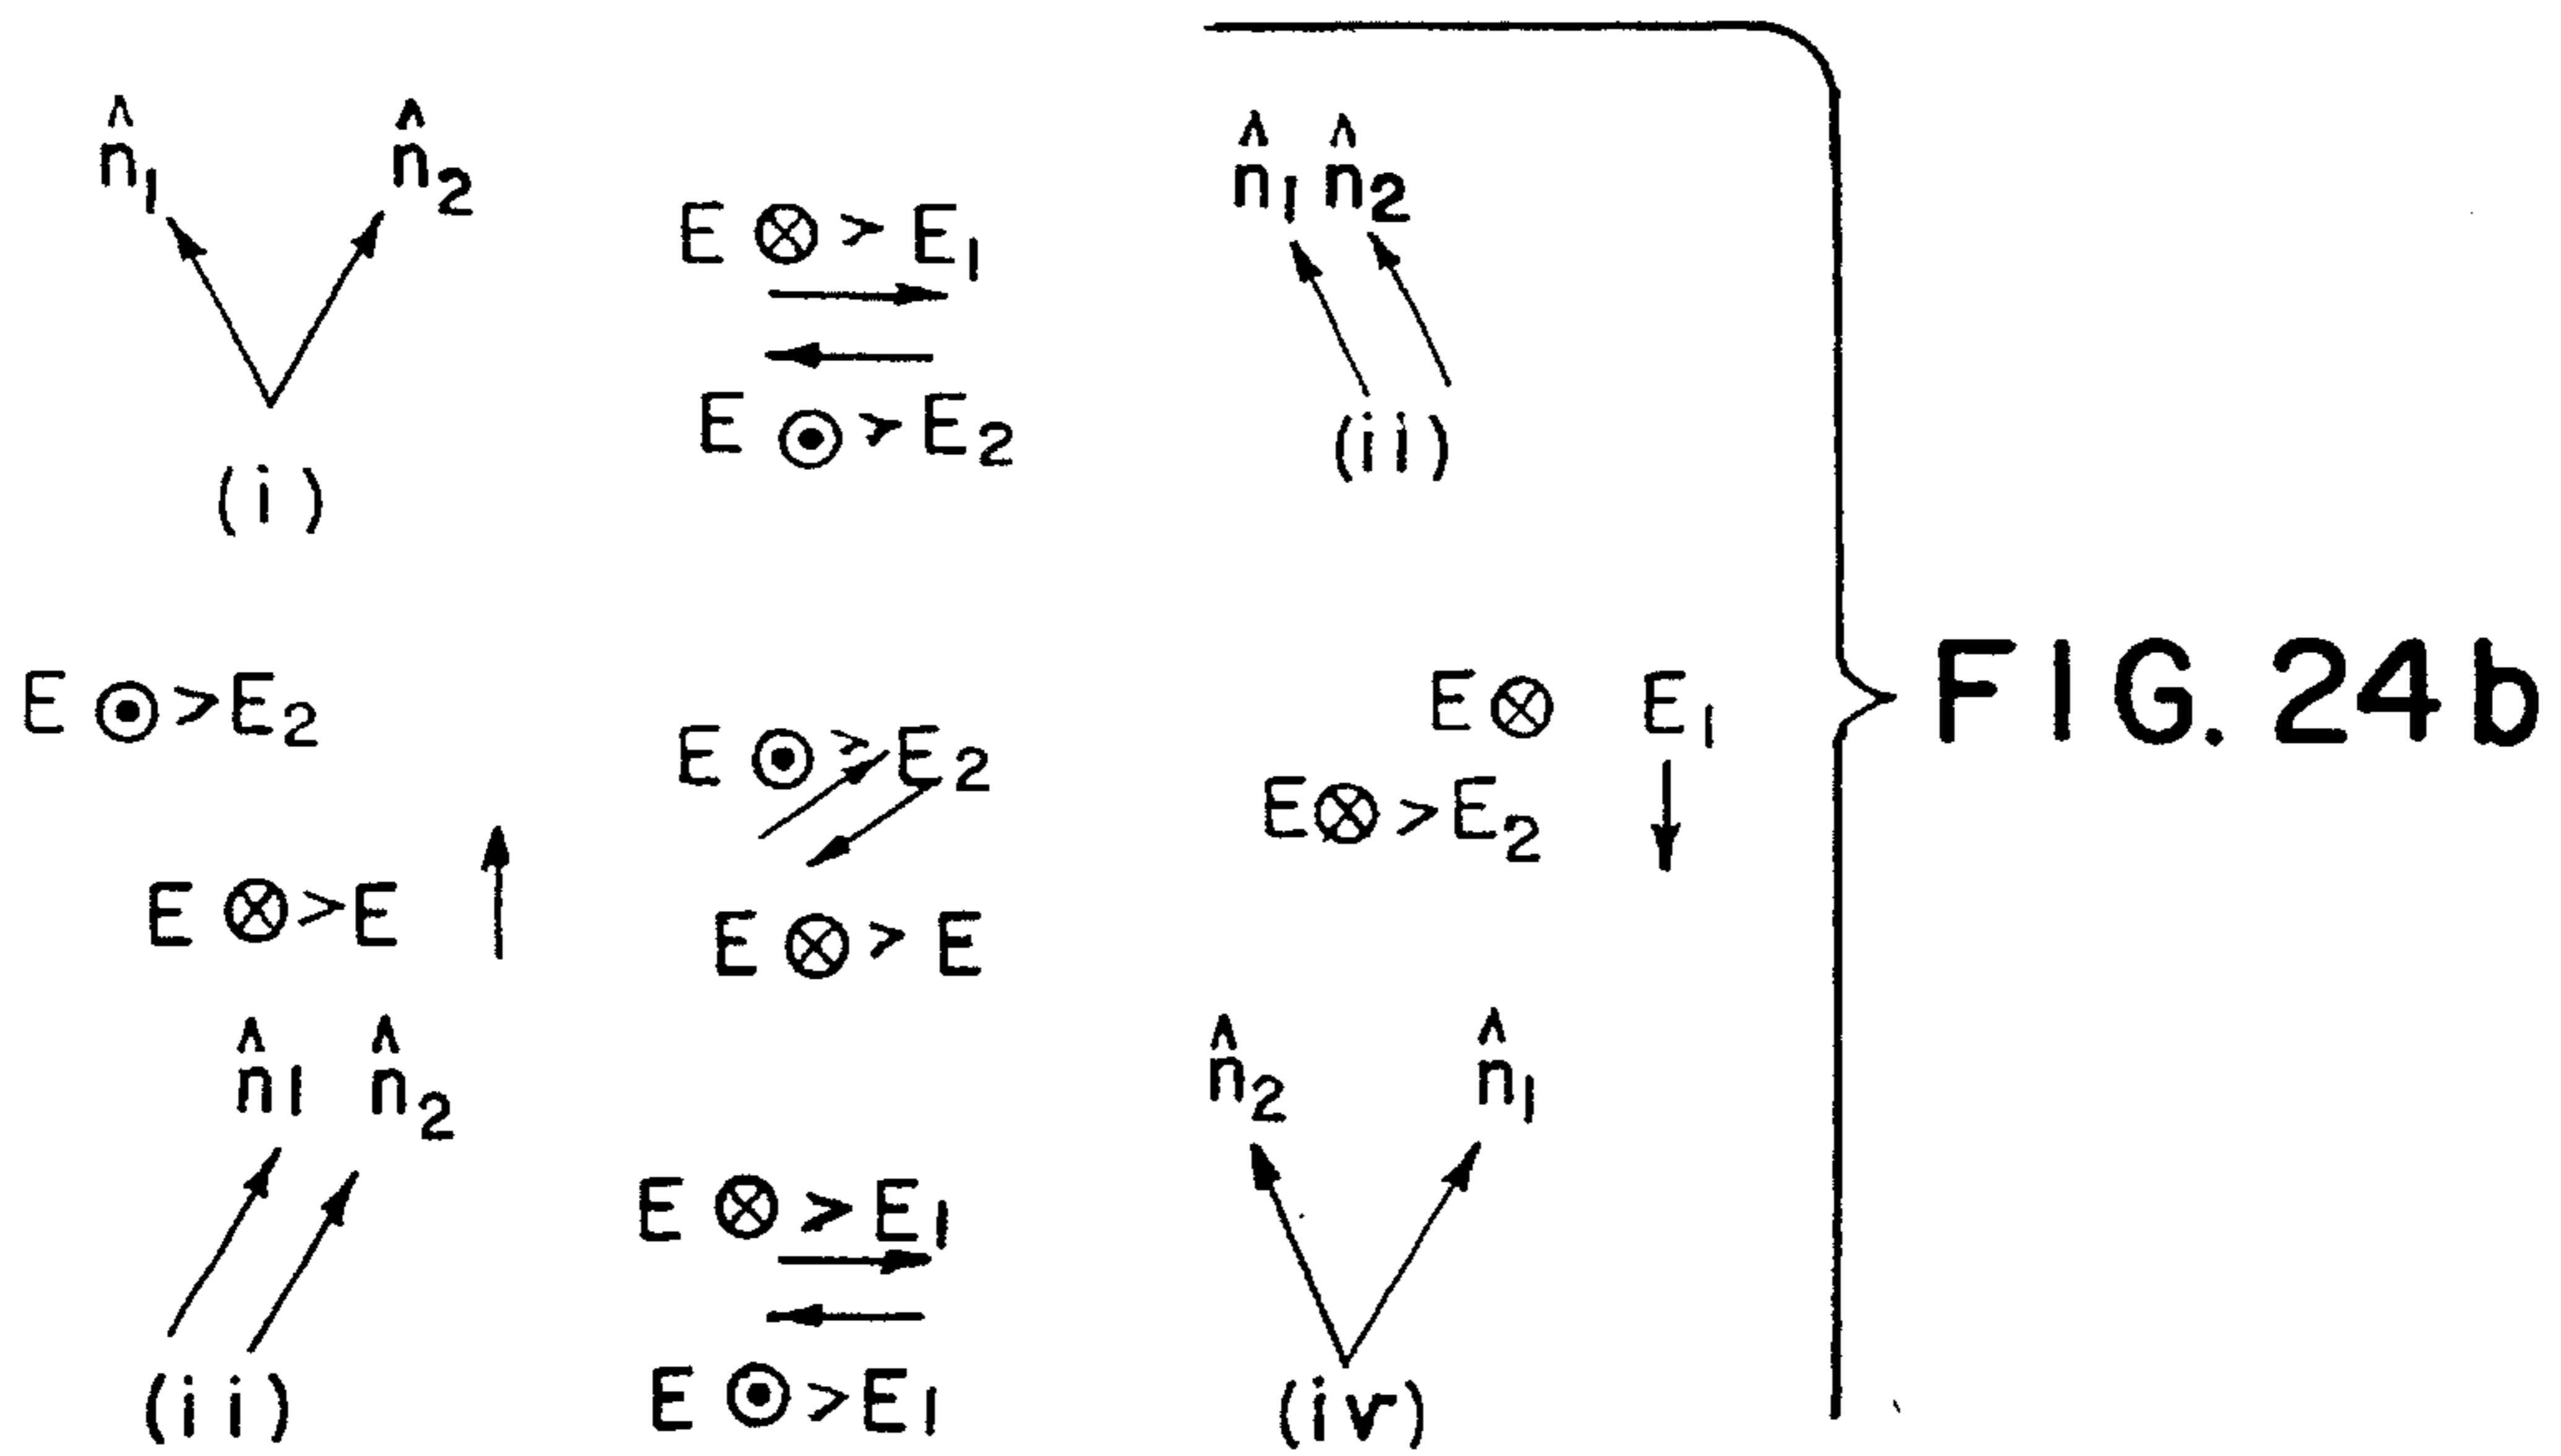 n̂1 n̂2
(i)
E ⊗ > E1
E ⊙ > E2
n̂1 n̂2
(ii)
E ⊙ > E2
E ⊗ > E
E ⊙ > E2
E ⊗ > E
E ⊗ E1
E ⊗ > E2
n̂1 n̂2
(ii)
E ⊗ > E1
E ⊙ > E1
n̂2 n̂1
(iv)
FIG. 24b